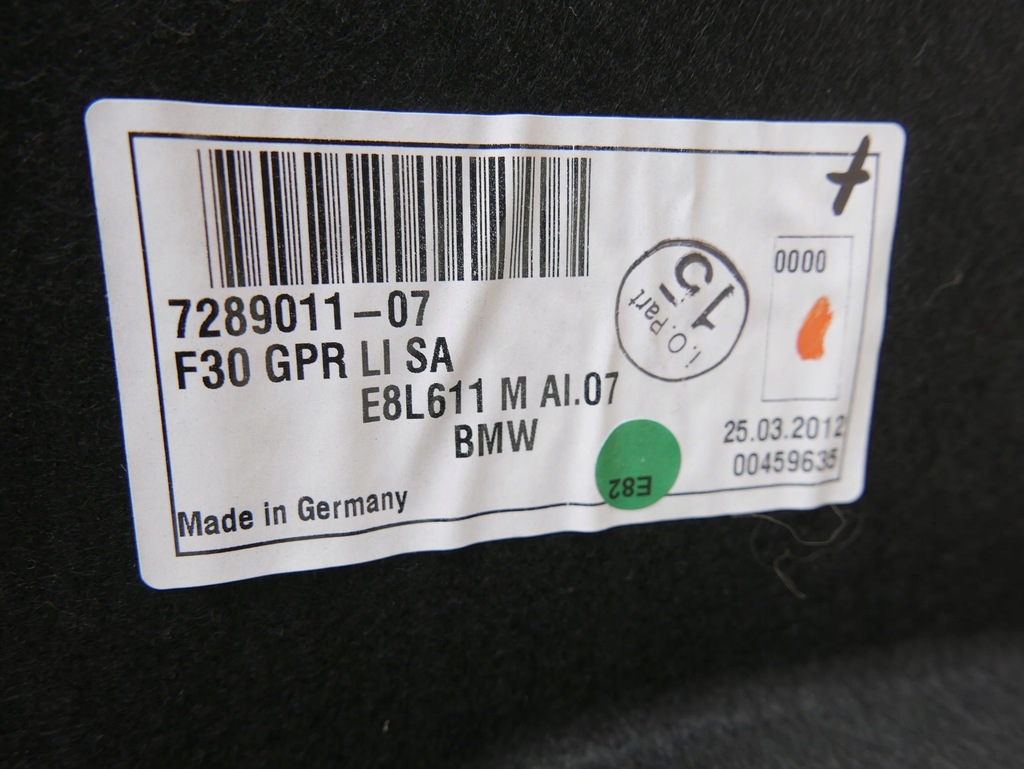 7289011-07
F30 GPR LI SA
E8L611 M AI.07
BMW
Made in Germany
15
i.O.Part
0000
25.03.2012
00459635
E82